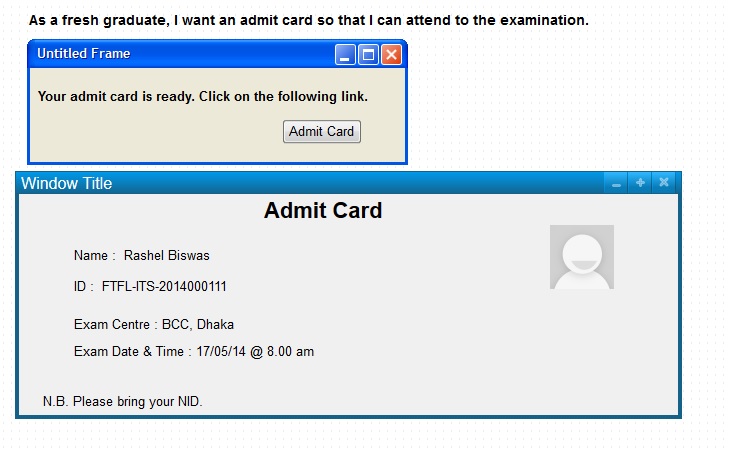 As a fresh graduate, I want an admit card so that I can attend to the examination.
Untitled Frame
Your admit card is ready. Click on the following link.
Admit Card
Window Title
Admit Card
Name : Rashel Biswas
ID : FTFL-ITS-2014000111
Exam Centre : BCC, Dhaka
Exam Date & Time : 17/05/14 @ 8.00 am
N.B. Please bring your NID.